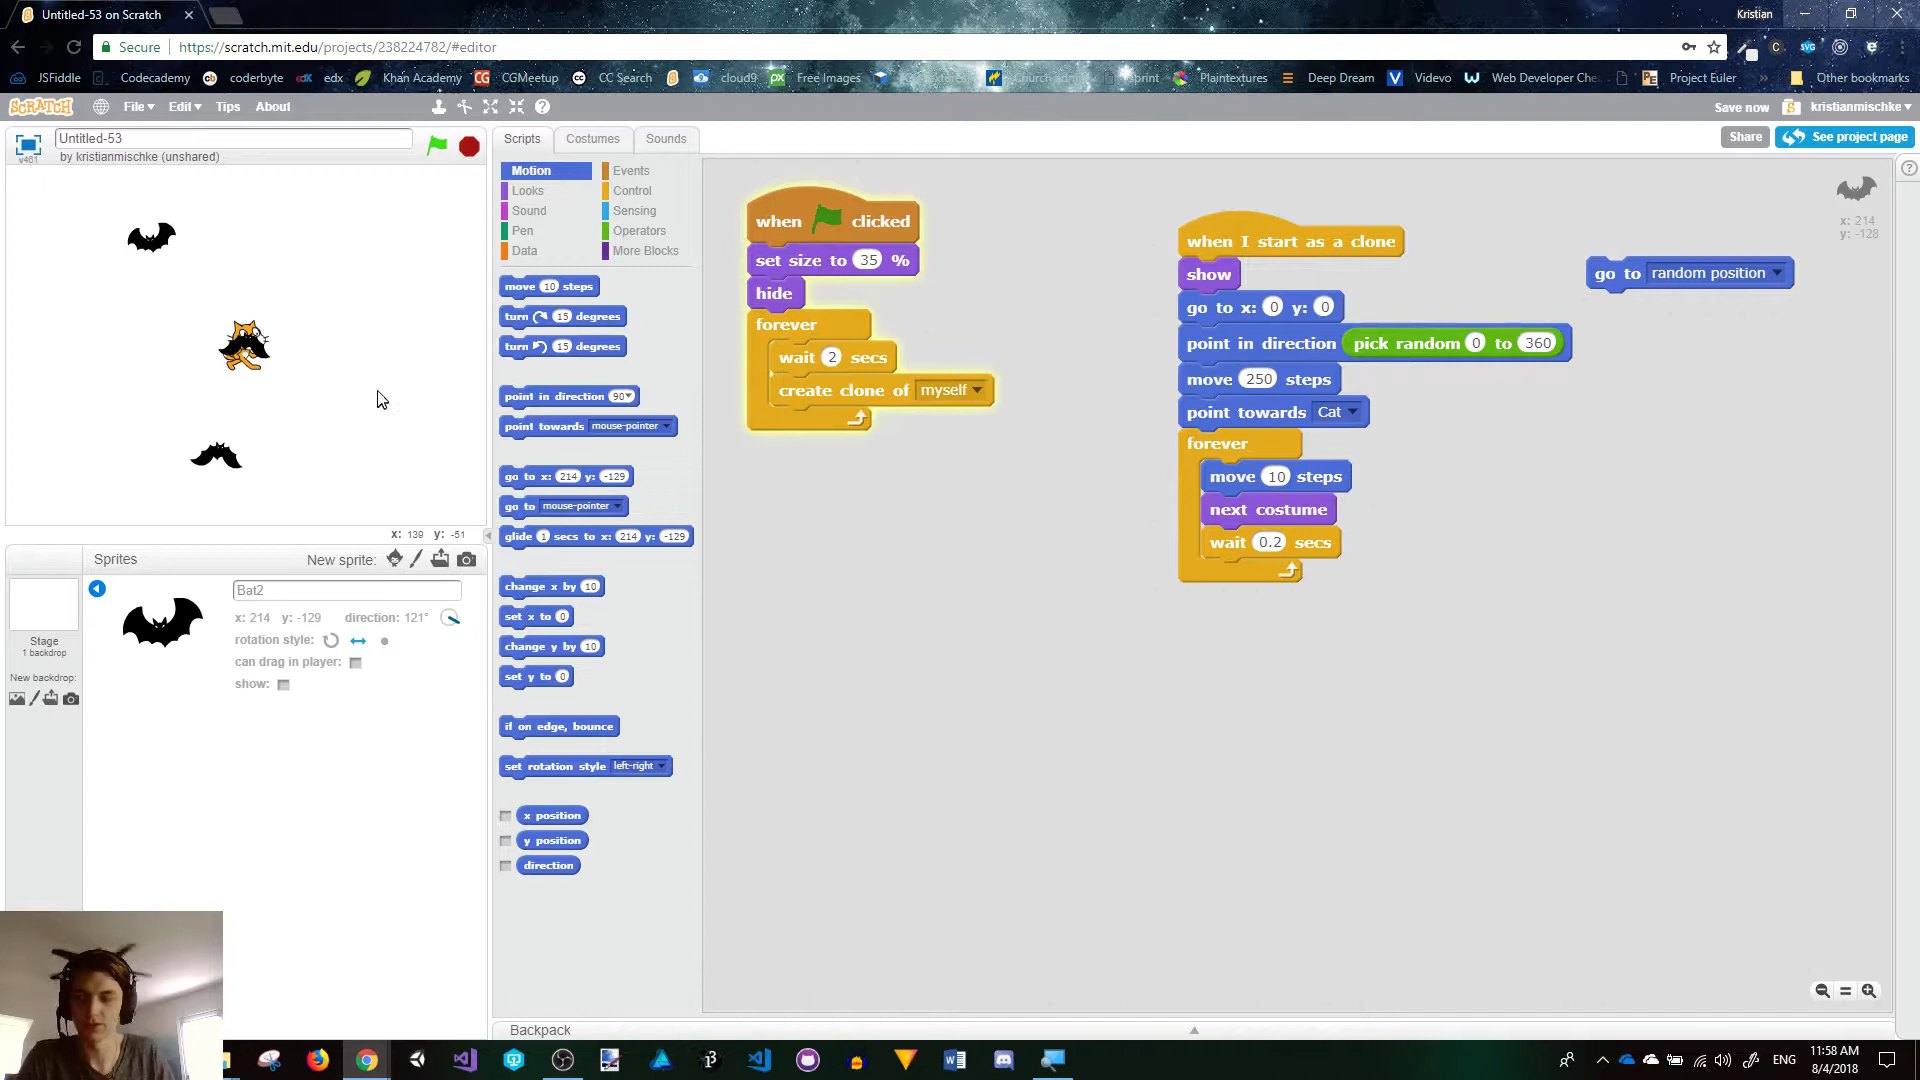 Untitled-53 on Scratch
Kristian
Secure
https://scratch.mit.edu/projects/238224782/#editor
JSFiddle
Codecademy
coderbyte
edx
Khan Academy
CGMeetup
CC Search
cloud9
Free Images
Plaintextures
Deep Dream
Videvo
Web Developer Che
Project Euler
Other bookmarks
SCRATCH
File
Edit
Tips
About
Save now
kristianmischke
Untitled-53
by kristianmischke (unshared)
v461
Scripts
Costumes
Sounds
Share
See project page
Motion
Events
Looks
Control
Sound
Sensing
Pen
Operators
Data
More Blocks
move 10 steps
turn 15 degrees
turn 15 degrees
point in direction 90
point towards mouse-pointer
go to x: 214 y: -129
go to mouse-pointer
glide 1 secs to x: 214 y: -129
change x by 10
set x to 0
change y by 10
set y to 0
if on edge, bounce
set rotation style left-right
x position
y position
direction
when clicked
set size to 35 %
hide
forever
wait 2 secs
create clone of myself
when I start as a clone
show
go to x: 0 y: 0
point in direction pick random 0 to 360
move 250 steps
point towards Cat
forever
move 10 steps
next costume
wait 0.2 secs
go to random position
x: 214
y: -128
x: 139 y: -51
Sprites
New sprite:
Stage
1 backdrop
New backdrop:
Bat2
x: 214 y: -129 direction: 121°
rotation style:
can drag in player:
show:
Backpack
ENG
11:58 AM
8/4/2018